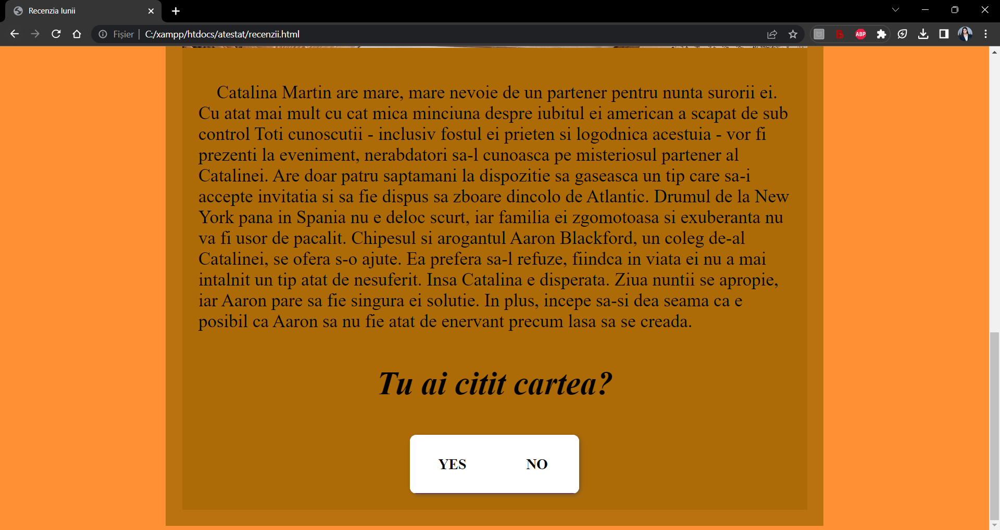 Recenzia lunii
Fișier
C:/xampp/htdocs/atestat/recenzii.html
ABP
Catalina Martin are mare, mare nevoie de un partener pentru nunta surorii ei.
Cu atat mai mult cu cat mica minciuna despre iubitul ei american a scapat de sub
control Toti cunoscutii - inclusiv fostul ei prieten si logodnica acestuia - vor fi
prezenti la eveniment, nerabdatori sa-l cunoasca pe misteriosul partener al
Catalinei. Are doar patru saptamani la dispozitie sa gaseasca un tip care sa-i
accepte invitatia si sa fie dispus sa zboare dincolo de Atlantic. Drumul de la New
York pana in Spania nu e deloc scurt, iar familia ei zgomotoasa si exuberanta nu
va fi usor de pacalit. Chipesul si arogantul Aaron Blackford, un coleg de-al
Catalinei, se ofera s-o ajute. Ea prefera sa-l refuze, fiindca in viata ei nu a mai
intalnit un tip atat de nesuferit. Insa Catalina e disperata. Ziua nuntii se apropie,
iar Aaron pare sa fie singura ei solutie. In plus, incepe sa-si dea seama ca e
posibil ca Aaron sa nu fie atat de enervant precum lasa sa se creada.
Tu ai citit cartea?
YES NO